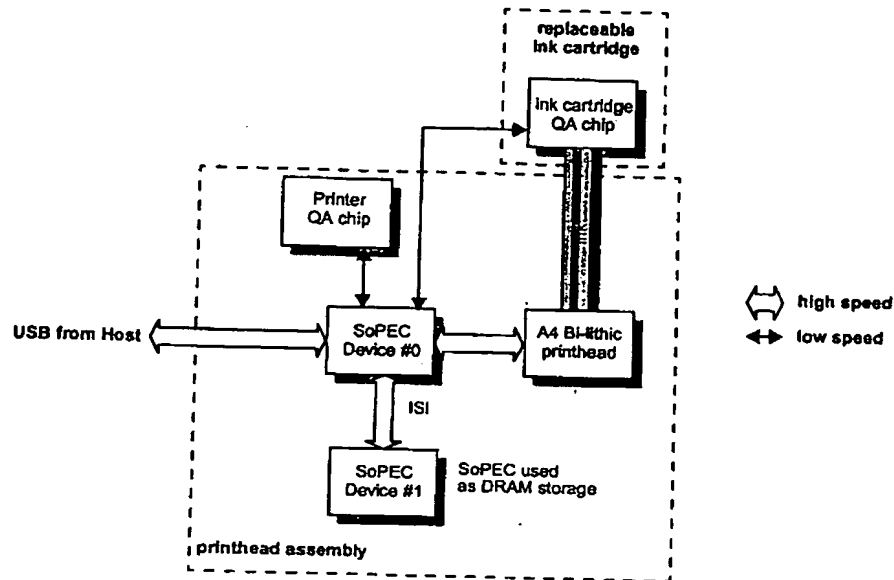 replaceable
ink cartridge
Ink cartridge
QA chip
Printer
QA chip
USB from Host
SoPEC
Device #0
A4 Bi-lithic
printhead
high speed
low speed
ISI
SoPEC
Device #1
SoPEC used
as DRAM storage
printhead assembly